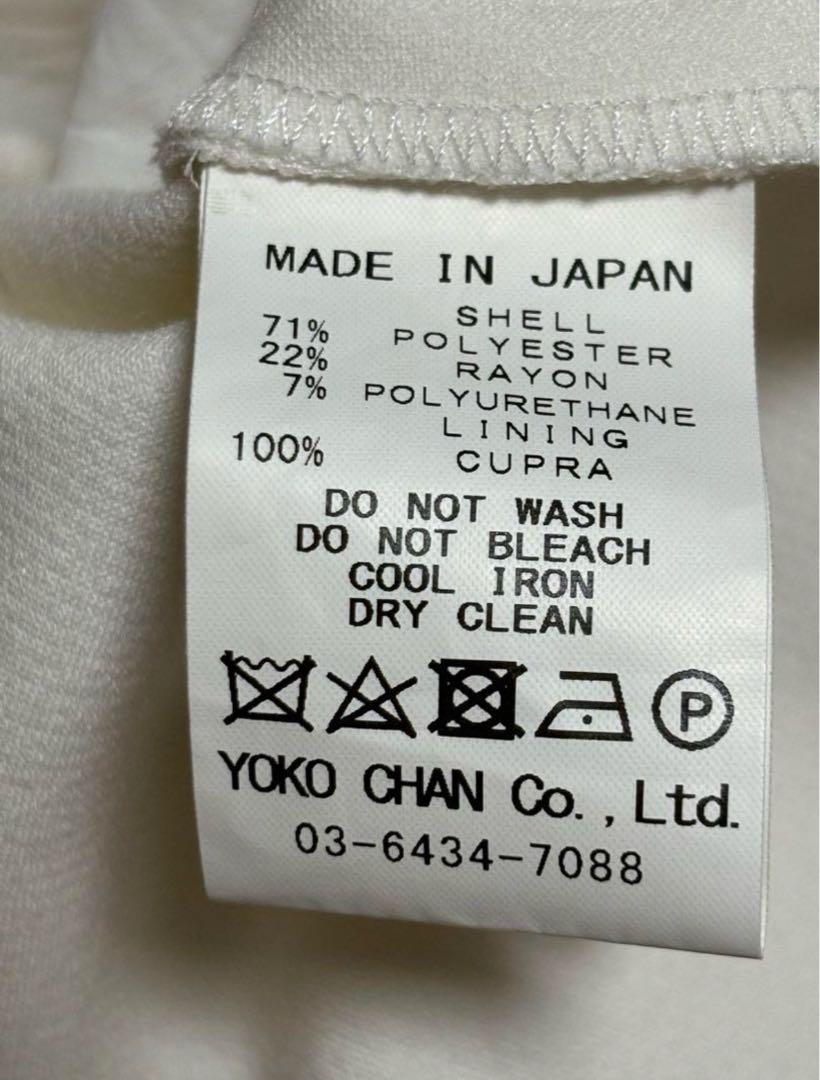 MADE IN JAPAN
SHELL
71% POLYESTER
22% RAYON
7% POLYURETHANE
LINING
100% CUPRA
DO NOT WASH
DO NOT BLEACH
COOL IRON
DRY CLEAN
P
YOKO CHAN Co.,Ltd.
03-6434-7088